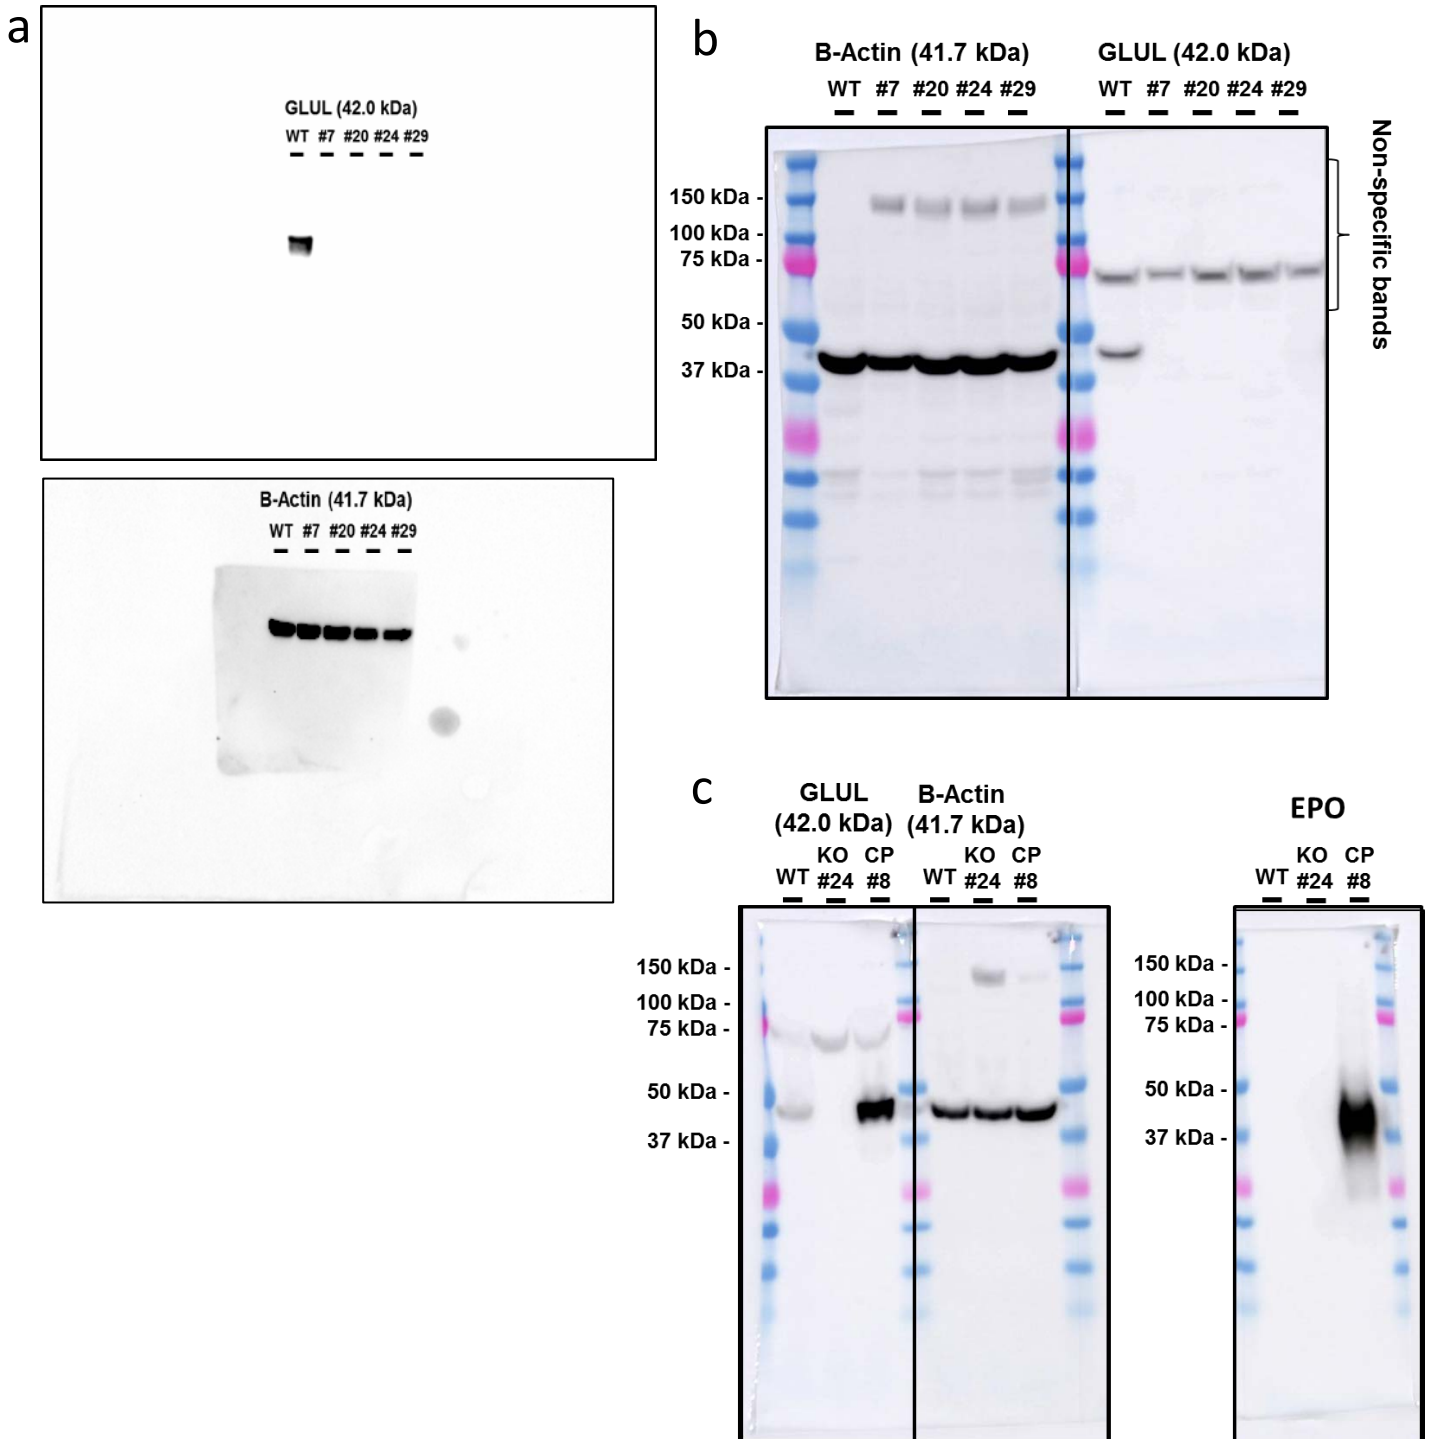 a
GLUL (42.0 kDa)
WT #7 #20 #24 #29
B-Actin (41.7 kDa)
WT #7 #20 #24 #29
b
B-Actin (41.7 kDa) GLUL (42.0 kDa)
WT #7 #20 #24 #29 WT #7 #20 #24 #29
150 kDa -
100 kDa -
75 kDa -
50 kDa -
37 kDa -
Non-specific bands
c
GLUL
(42.0 kDa)
B-Actin
(41.7 kDa)
WT KO #24 CP #8
WT KO #24 CP #8
150 kDa -
100 kDa -
75 kDa -
50 kDa -
37 kDa -
EPO
WT KO #24 CP #8
150 kDa -
100 kDa -
75 kDa -
50 kDa -
37 kDa -